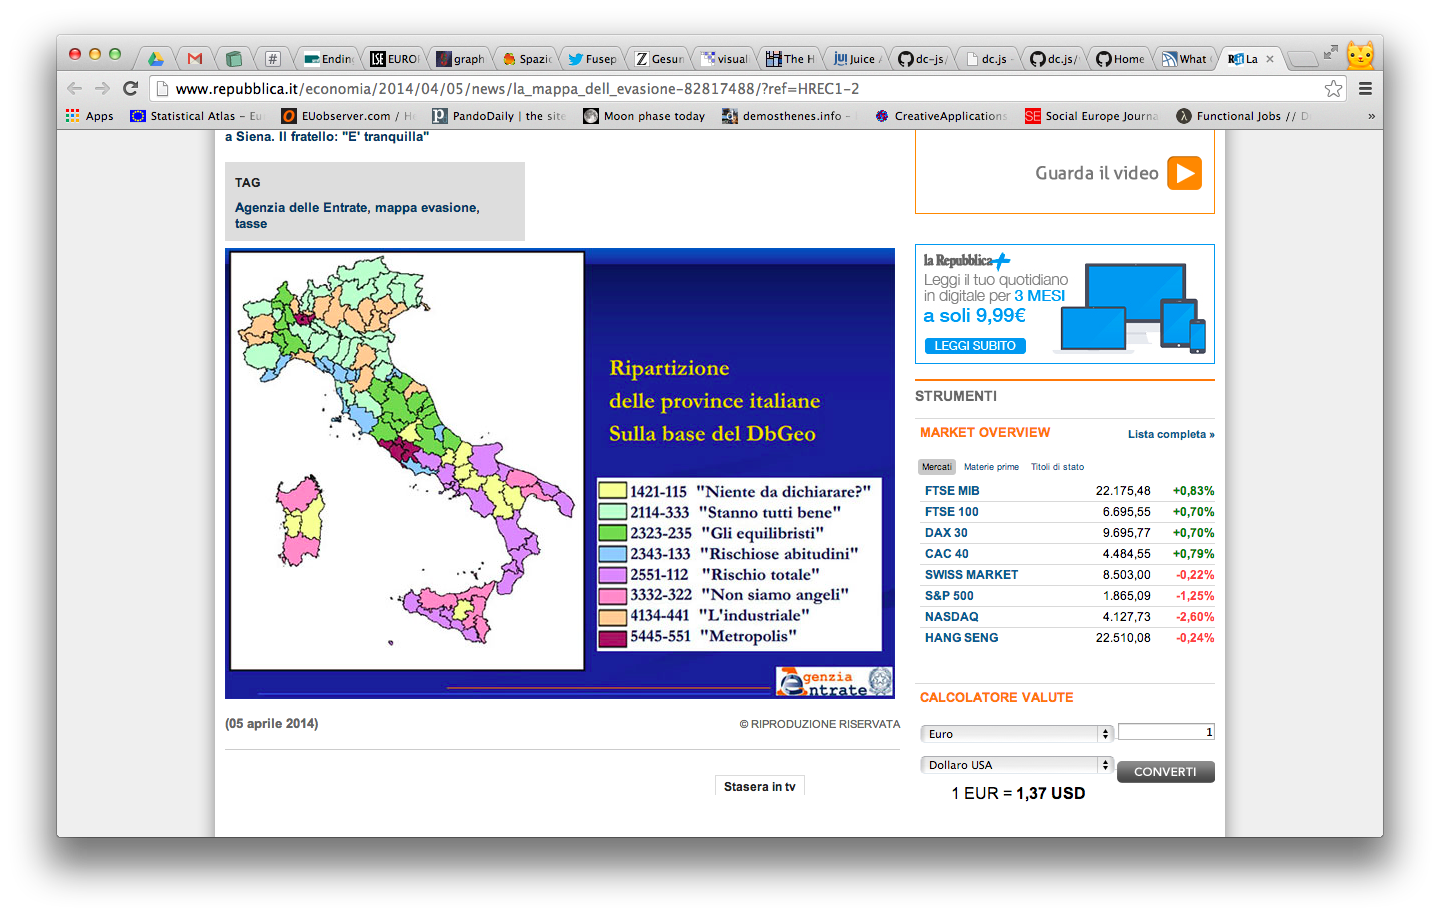 Endin
EURO
graph
Spazi
Fusep
Gesun
visual
The H
Juice
dc-js/
dc.js -
dc.js/
Home
What
La
www.repubblica.it/economia/2014/04/05/news/la_mappa_dell_evasione-82817488/?ref=HREC1-2
Apps
Statistical Atlas - Eu
EUobserver.com / H
PandoDaily | the site
Moon phase today
demosthenes.info -
CreativeApplications
Social Europe Journa
Functional Jobs // D
»
a Siena. Il fratello: "E' tranquilla"
TAG
Agenzia delle Entrate, mappa evasione,
tasse
Ripartizione
delle province italiane
Sulla base del DbGeo
1421-115 "Niente da dichiarare?"
2114-333 "Stanno tutti bene"
2323-235 "Gli equilibristi"
2343-133 "Rischiose abitudini"
2551-112 "Rischio totale"
3332-322 "Non siamo angeli"
4134-441 "L'industriale"
5445-551 "Metropolis"
genzia
ntrate
(05 aprile 2014)
© RIPRODUZIONE RISERVATA
Stasera in tv
Guarda il video
la Repubblica+
Leggi il tuo quotidiano
in digitale per 3 MESI
a soli 9,99€
LEGGI SUBITO
STRUMENTI
MARKET OVERVIEW
Lista completa »
Mercati Materie prime Titoli di stato
FTSE MIB 22.175,48 +0,83%
FTSE 100 6.695,55 +0,70%
DAX 30 9.695,77 +0,70%
CAC 40 4.484,55 +0,79%
SWISS MARKET 8.503,00 -0,22%
S&P 500 1.865,09 -1,25%
NASDAQ 4.127,73 -2,60%
HANG SENG 22.510,08 -0,24%
CALCOLATORE VALUTE
Euro 1
Dollaro USA CONVERTI
1 EUR = 1,37 USD